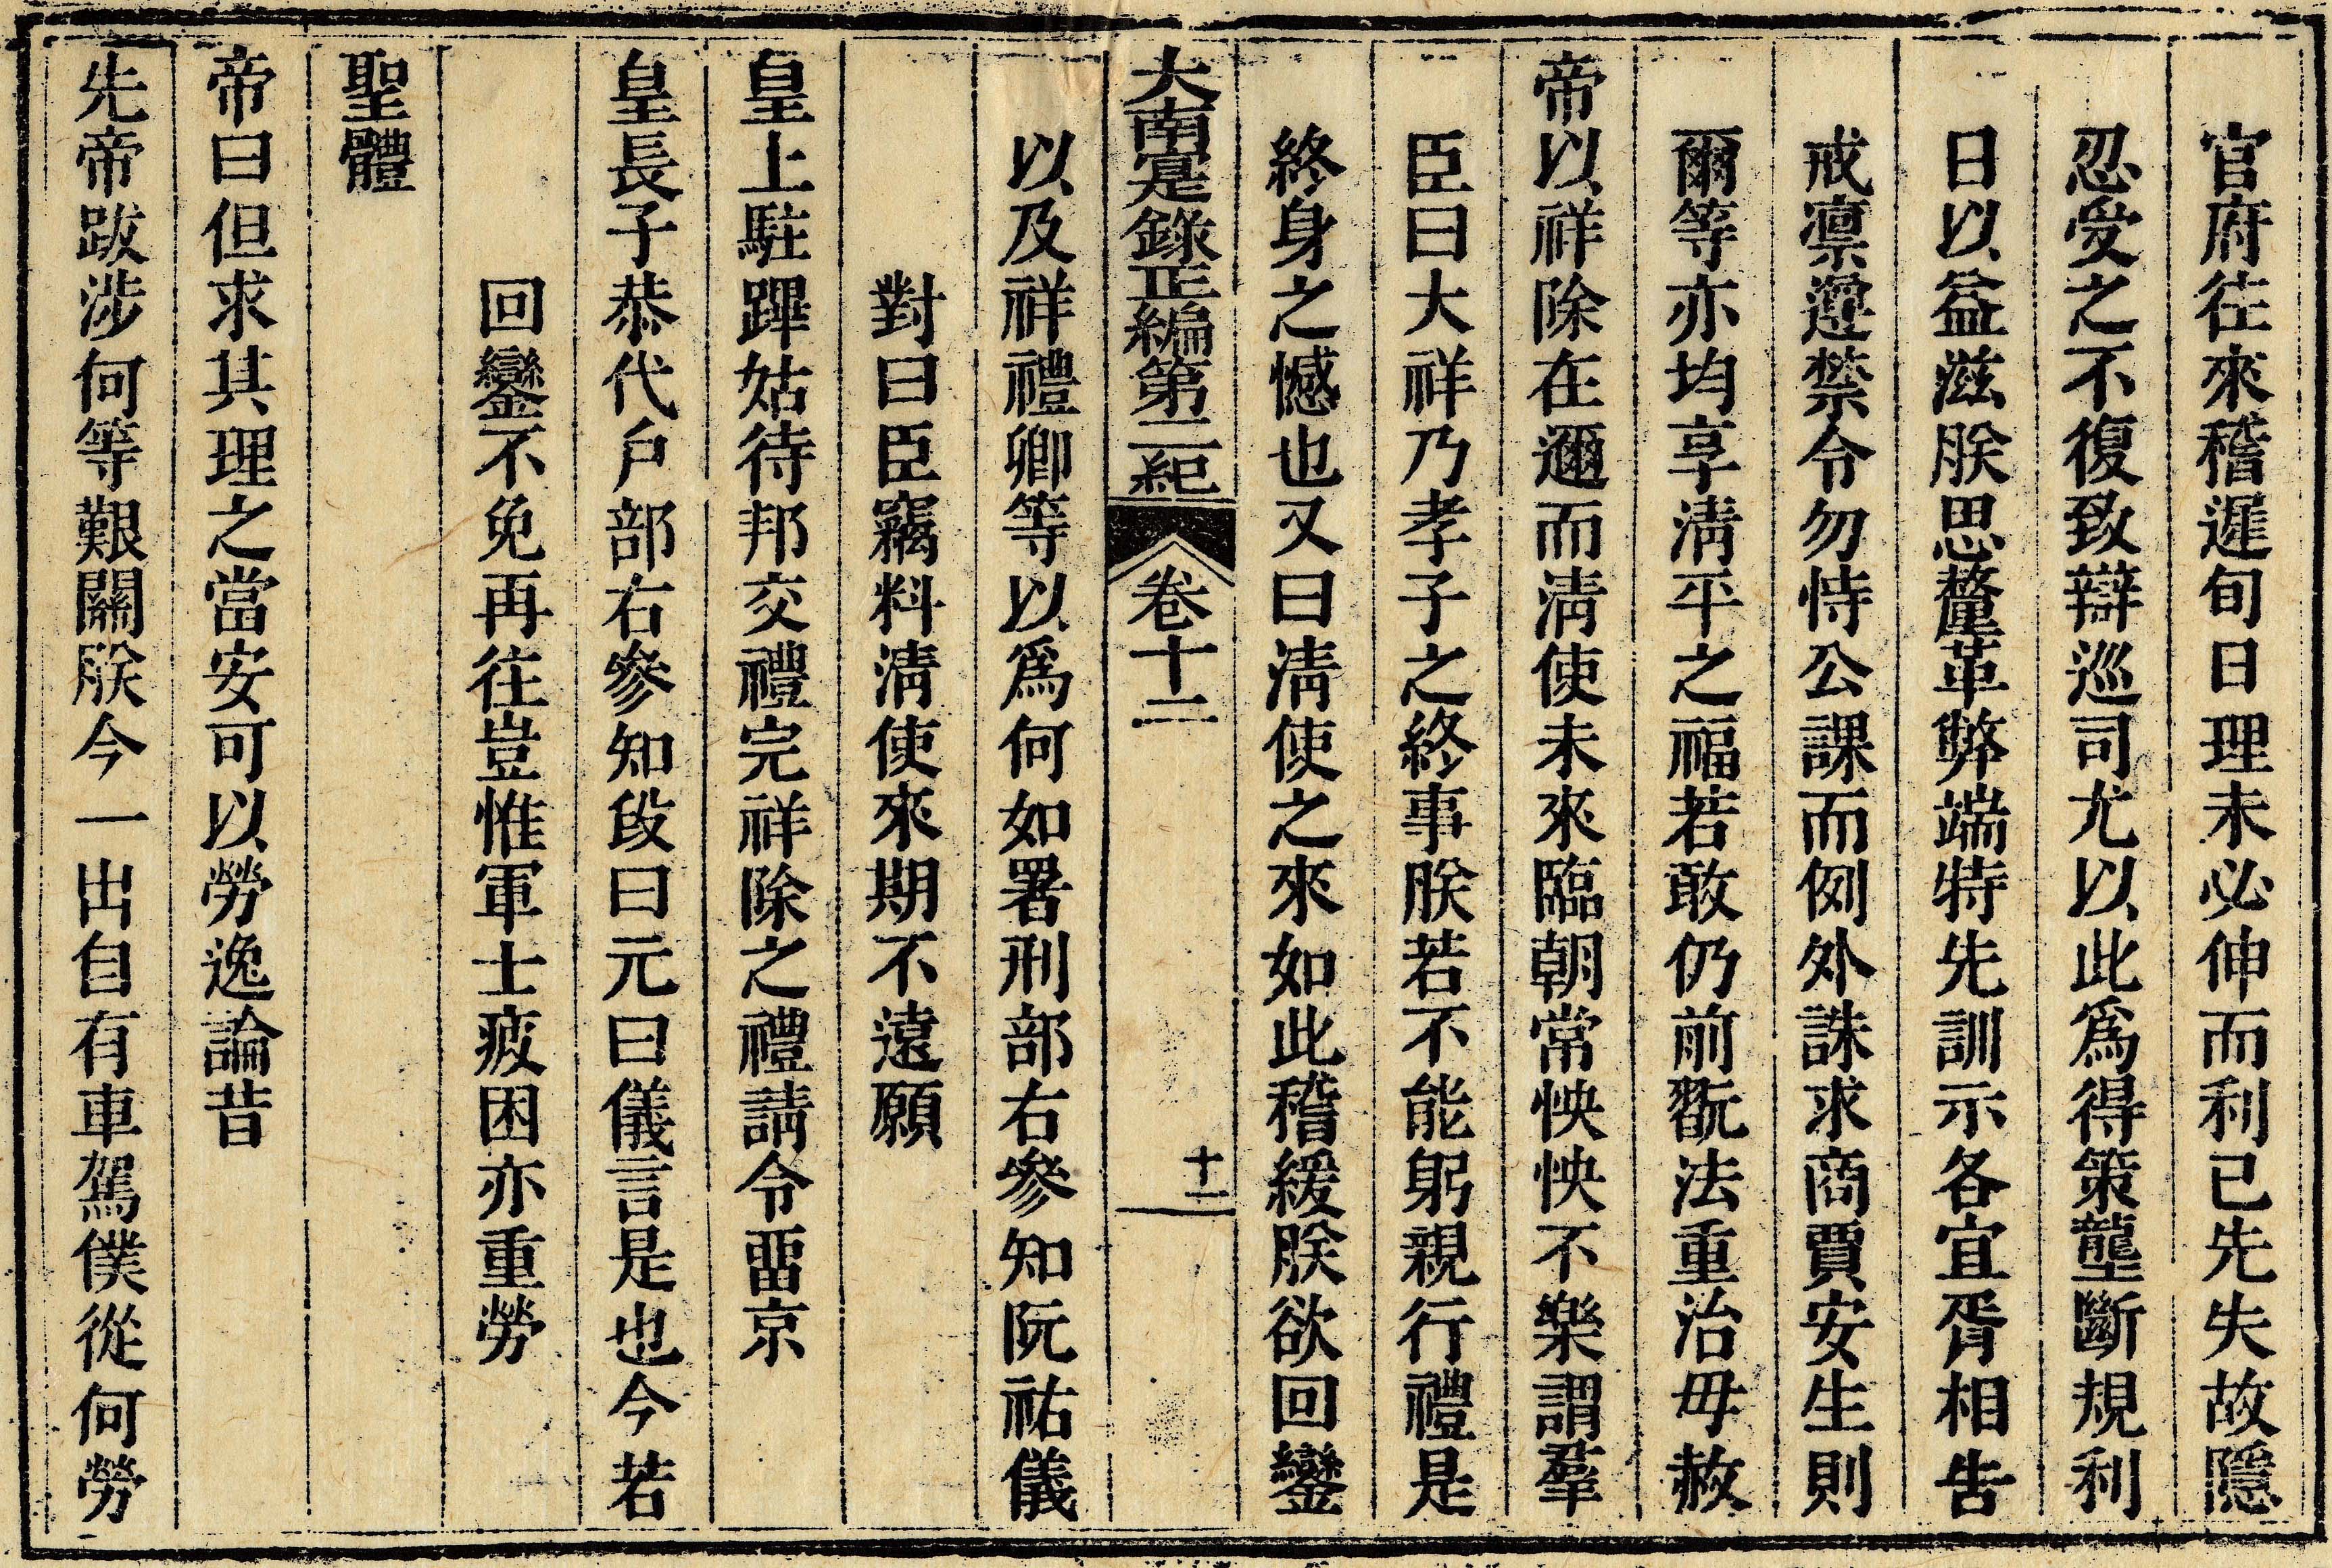 官府往來稽遲旬日理未必伸而利已先失故隱
忍受之不復致辯巡司尤以此爲得策壟斷規利
日以益滋朕思釐革弊端特先訓示各宜胥相告
戒凛遵禁令勿恃公課而例外誅求商賈安生則
爾等亦均享淸平之福若敢仍前翫法重治毋赦
帝以祥除在邇而淸使未來臨朝常怏怏不樂謂羣
臣曰大祥乃孝子之終事朕若不能躬親行禮是
終身之憾也又曰淸使之來如此稽緩朕欲回鑾
大南寔錄正編第二紀 卷十二 十二
以及祥禮卿等以爲何如署刑部右參知阮祐儀
對曰臣竊料淸使來期不遠願
皇上駐蹕姑待邦交禮完祥除之禮請令畱京
皇長子恭代戶部右參知段曰元曰儀言是也今若
回鑾不免再往豈惟軍士疲困亦重勞
聖體
帝曰但求其理之當安可以勞逸論昔
先帝跋涉何等艱關朕今一出自有車駕僕從何勞